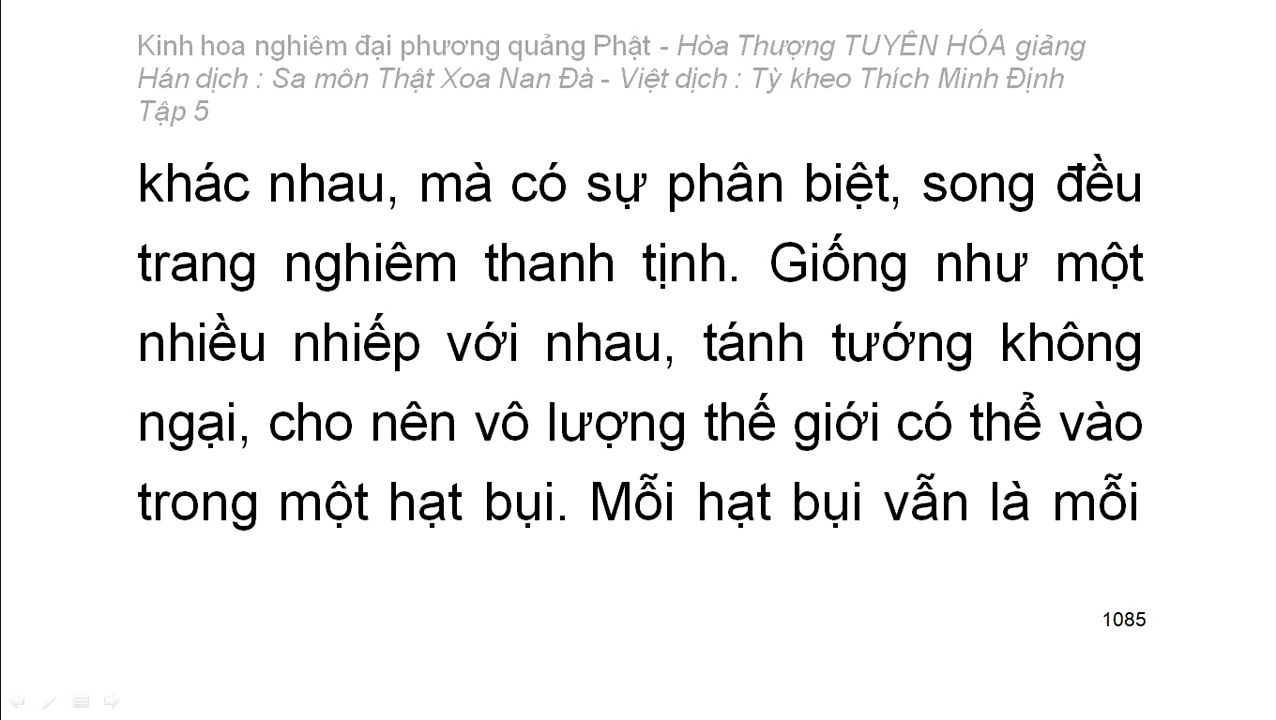 Kinh hoa nghiêm đại phương quảng Phật - Hòa Thượng TUYÊN HÓA giảng
Hán dịch : Sa môn Thật Xoa Nan Đà - Việt dịch : Tỳ kheo Thích Minh Định
Tập 5
khác nhau, mà có sự phân biệt, song đều
trang nghiêm thanh tịnh. Giống như một
nhiều nhiếp với nhau, tánh tướng không
ngại, cho nên vô lượng thế giới có thể vào
trong một hạt bụi. Mỗi hạt bụi vẫn là mỗi
1085